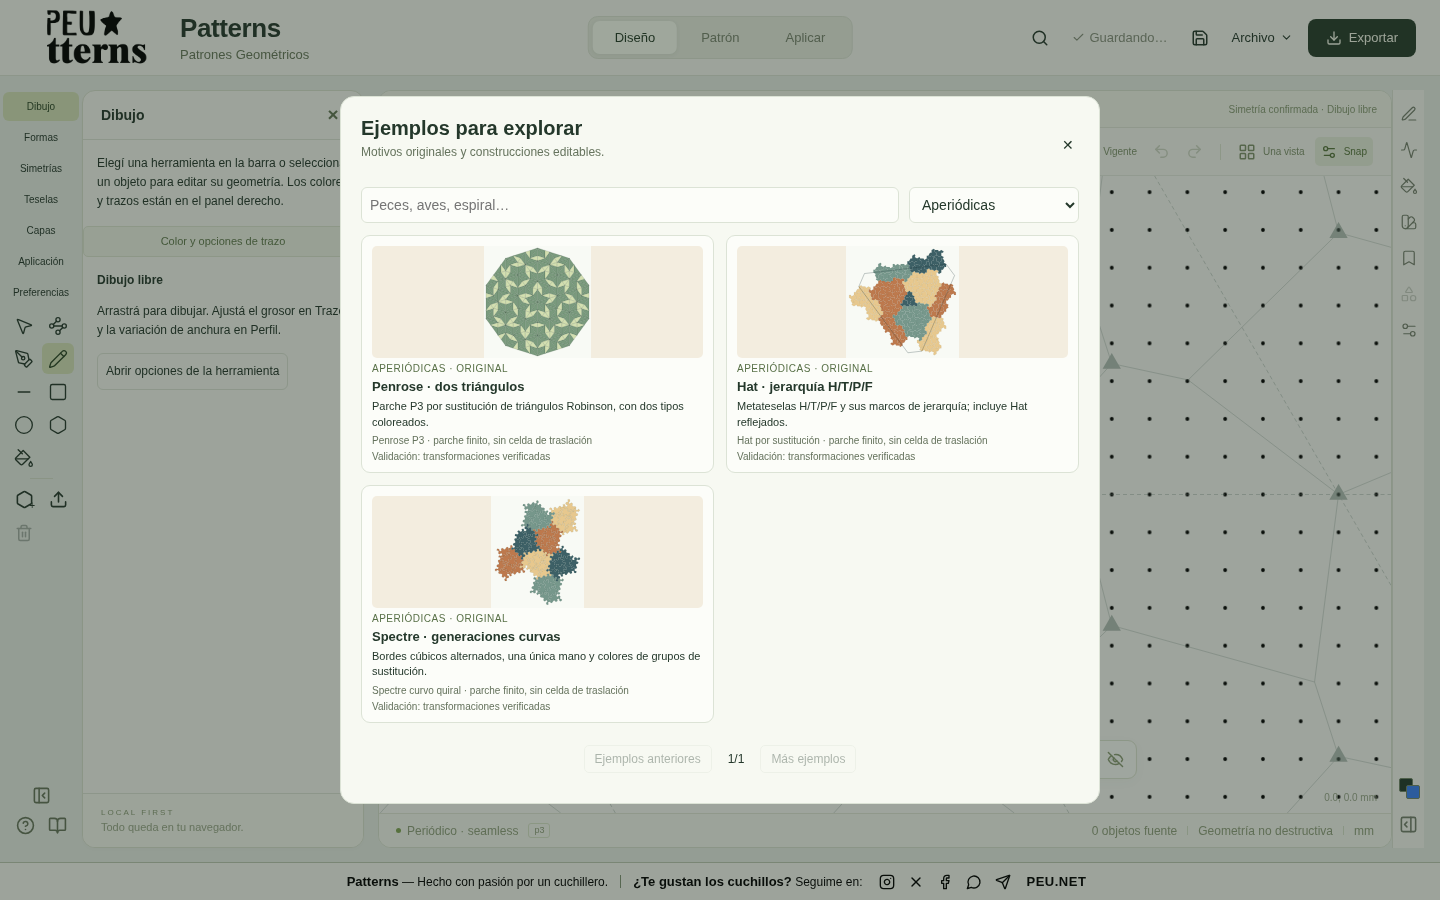 PEU
tterns
Patterns
Patrones Geométricos
Diseño
Patrón
Aplicar
Guardando…
Archivo
Exportar
Dibujo
Formas
Simetrías
Teselas
Capas
Aplicación
Preferencias
Dibujo
Elegí una herramienta en la barra o seleccion
un objeto para editar su geometría. Los colore
y trazos están en el panel derecho.
Color y opciones de trazo
Dibujo libre
Arrastrá para dibujar. Ajustá el grosor en Traz
y la variación de anchura en Perfil.
Abrir opciones de la herramienta
LOCAL FIRST
Todo queda en tu navegador.
Simetría confirmada · Dibujo libre
Vigente
Una vista
Snap
Ejemplos para explorar
Motivos originales y construcciones editables.
Peces, aves, espiral…
Aperiódicas
APERIÓDICAS · ORIGINAL
Penrose · dos triángulos
Parche P3 por sustitución de triángulos Robinson, con dos tipos
coloreados.
Penrose P3 · parche finito, sin celda de traslación
Validación: transformaciones verificadas
APERIÓDICAS · ORIGINAL
Hat · jerarquía H/T/P/F
Metateselas H/T/P/F y sus marcos de jerarquía; incluye Hat
reflejados.
Hat por sustitución · parche finito, sin celda de traslación
Validación: transformaciones verificadas
APERIÓDICAS · ORIGINAL
Spectre · generaciones curvas
Bordes cúbicos alternados, una única mano y colores de grupos de
sustitución.
Spectre curvo quiral · parche finito, sin celda de traslación
Validación: transformaciones verificadas
Ejemplos anteriores
1/1
Más ejemplos
0.0, 0.0 mm
Periódico · seamless
p3
0 objetos fuente
Geometría no destructiva
mm
Patterns — Hecho con pasión por un cuchillero.
¿Te gustan los cuchillos? Seguime en:
PEU.NET